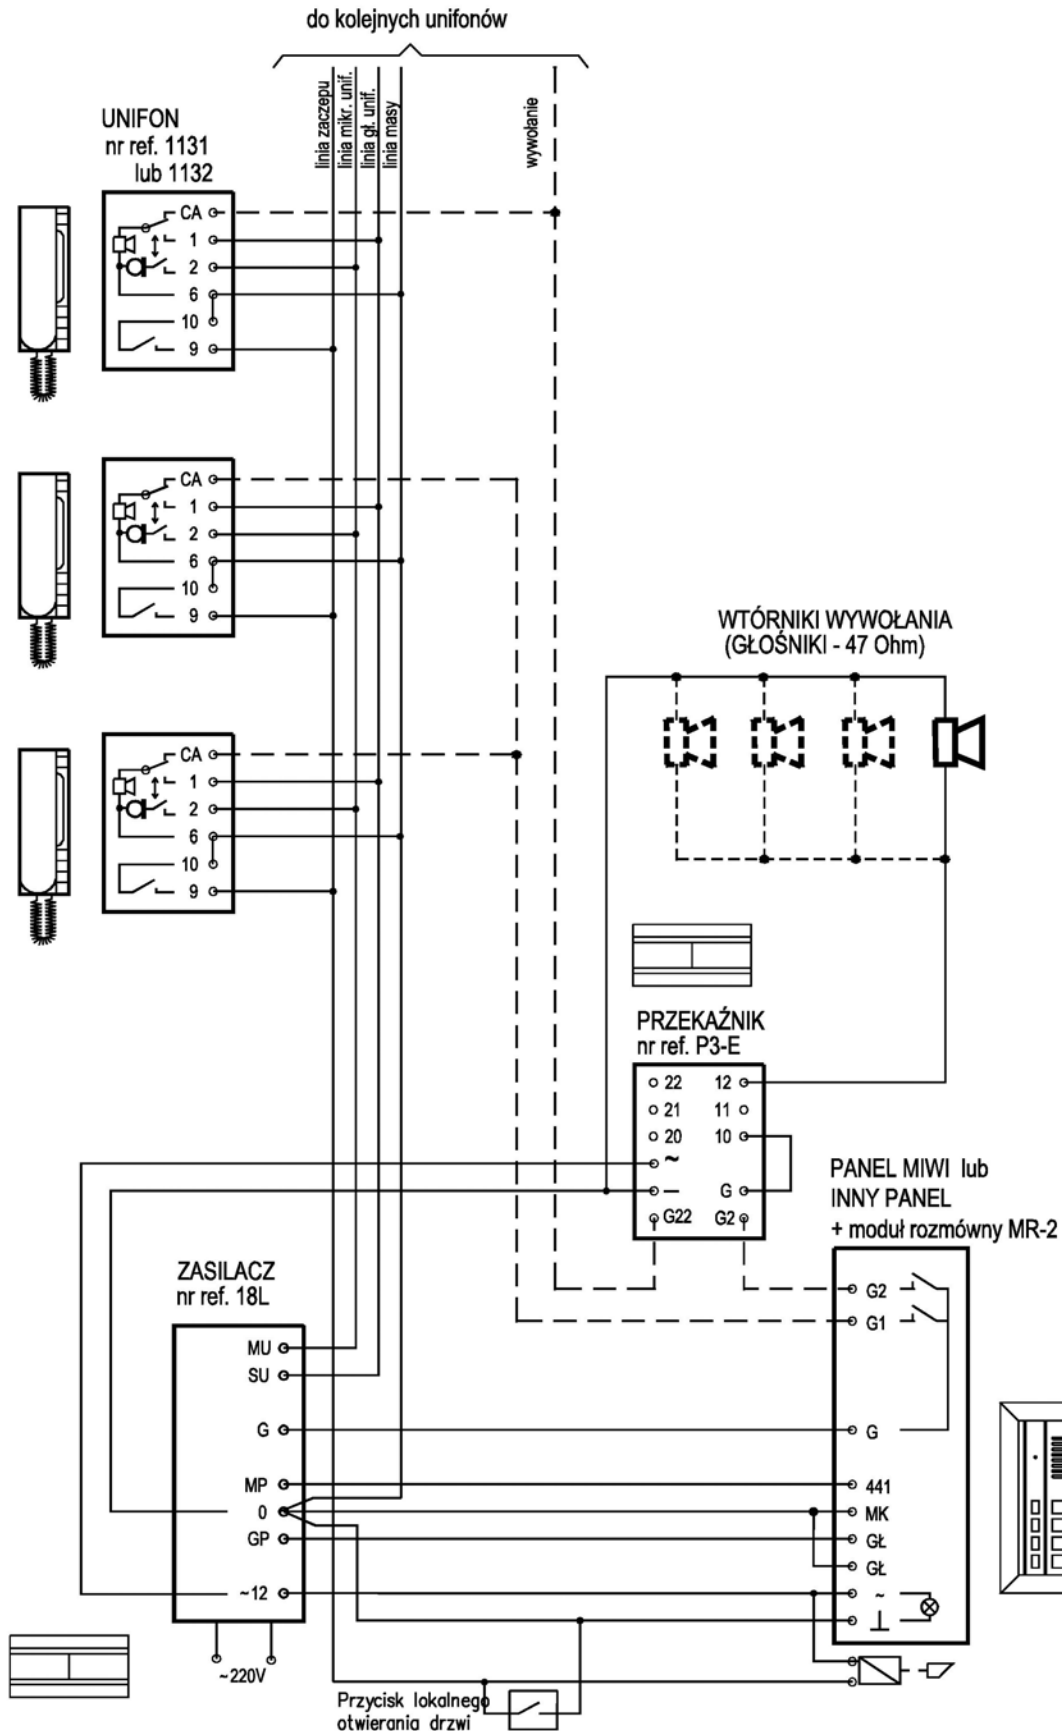 do kolejnych unifonów
linia zaczepu
linia mikr. unif.
linia gł. unif.
linia masy
wywołanie
UNIFON
nr ref. 1131
lub 1132
CA
1
2
6
10
9
CA
1
2
6
10
9
CA
1
2
6
10
9
WTÓRNIKI WYWOŁANIA
(GŁOŚNIKI - 47 Ohm)
PRZEKAŹNIK
nr ref. P3-E
22 12
21 11
20 10
~
— G
G22 G2
PANEL MIWI lub
INNY PANEL
+ moduł rozmówny MR-2
G2
G1
G
441
MK
GŁ
GŁ
~
⊥
ZASILACZ
nr ref. 18L
MU
SU
G
MP
0
GP
~12
~220V
Przycisk lokalnego
otwierania drzwi